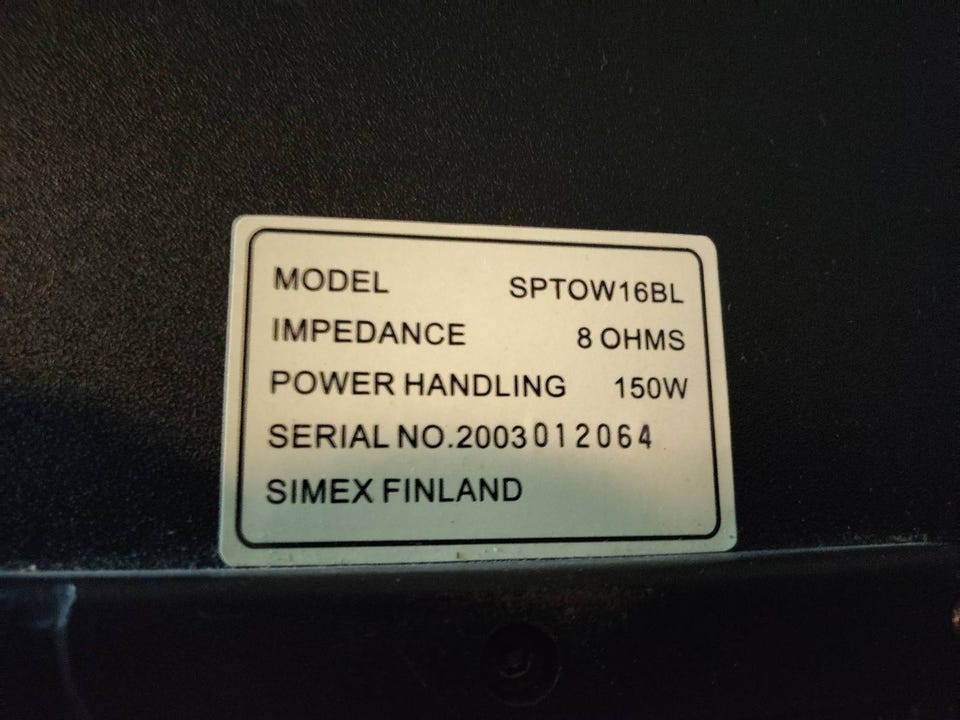 MODEL SPTOW16BL
IMPEDANCE 8 OHMS
POWER HANDLING 150W
SERIAL NO.2003012064
SIMEX FINLAND